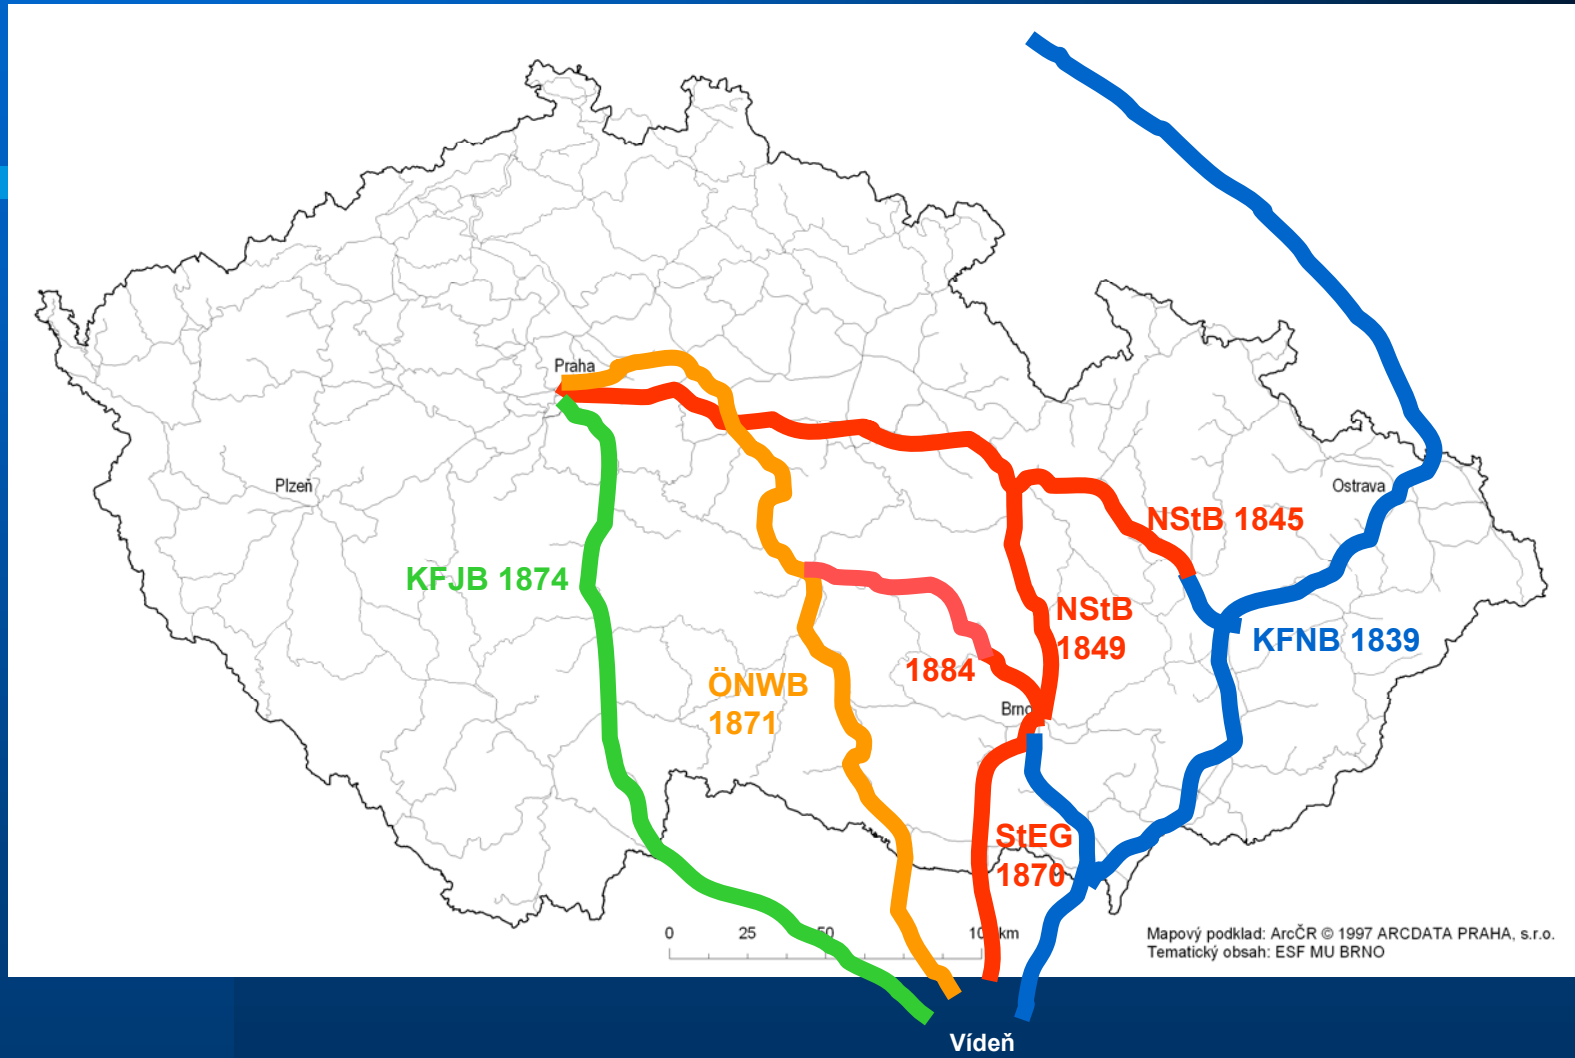 Praha
Plzeň
Ostrava
NStB 1845
KFJB 1874
NStB
1849
KFNB 1839
1884
ÖNWB
1871
Brno
StEG
1870
0 25 50 100 km
Mapový podklad: ArcČR © 1997 ARCDATA PRAHA, s.r.o.
Tematický obsah: ESF MU BRNO
Vídeň